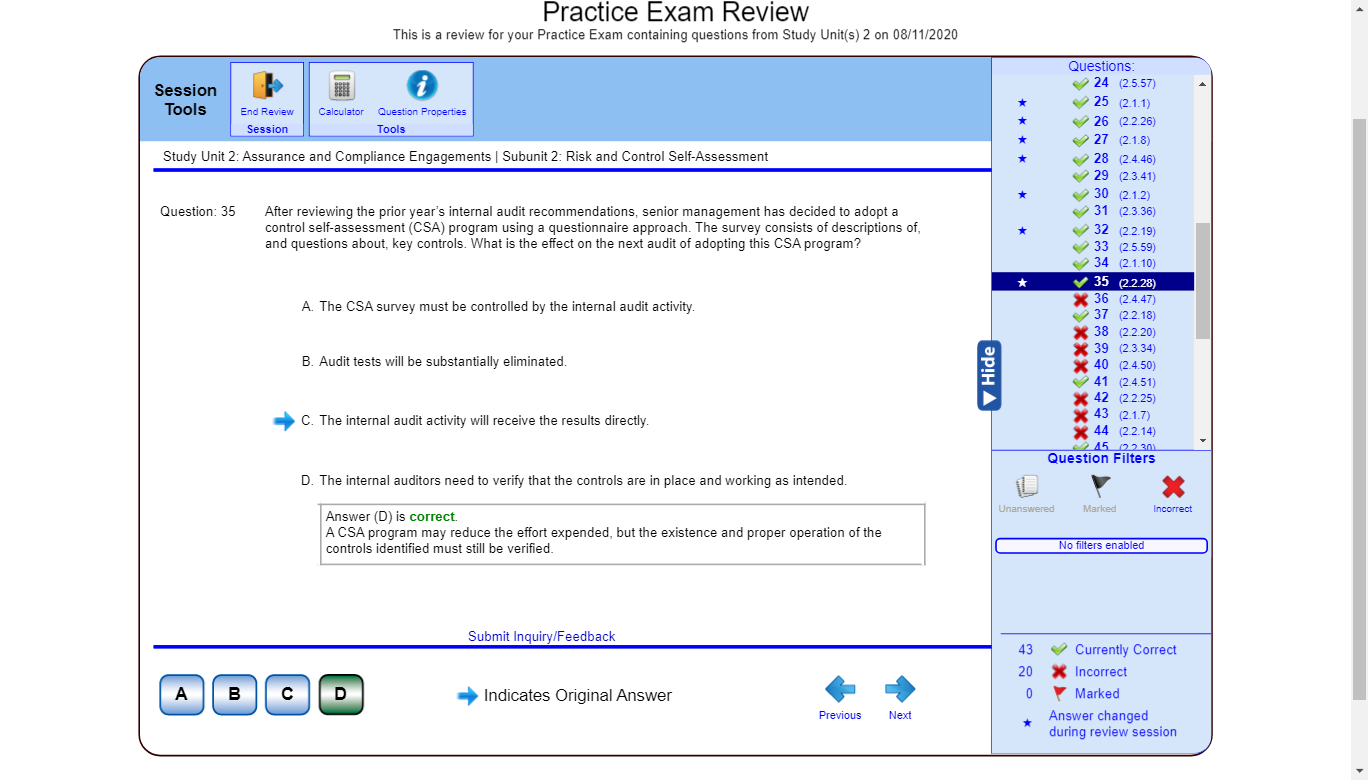 Practice Exam Review
This is a review for your Practice Exam containing questions from Study Unit(s) 2 on 08/11/2020
Session Tools
End Review
Session
Calculator
Question Properties
Tools
Study Unit 2: Assurance and Compliance Engagements | Subunit 2: Risk and Control Self-Assessment
Question: 35
After reviewing the prior year's internal audit recommendations, senior management has decided to adopt a
control self-assessment (CSA) program using a questionnaire approach. The survey consists of descriptions of,
and questions about, key controls. What is the effect on the next audit of adopting this CSA program?
A. The CSA survey must be controlled by the internal audit activity.
B. Audit tests will be substantially eliminated.
C. The internal audit activity will receive the results directly.
D. The internal auditors need to verify that the controls are in place and working as intended.
Answer (D) is correct.
A CSA program may reduce the effort expended, but the existence and proper operation of the
controls identified must still be verified.
Submit Inquiry/Feedback
A B C D
Indicates Original Answer
Previous
Next
Questions:
24 (2.5.57)
25 (2.1.1)
26 (2.2.26)
27 (2.1.8)
28 (2.4.46)
29 (2.3.41)
30 (2.1.2)
31 (2.3.36)
32 (2.2.19)
33 (2.5.59)
34 (2.1.10)
35 (2.2.28)
36 (2.4.47)
37 (2.2.18)
38 (2.2.20)
39 (2.3.34)
40 (2.4.50)
41 (2.4.51)
42 (2.2.25)
43 (2.1.7)
44 (2.2.14)
45 (2.2.30)
Hide
Question Filters
Unanswered
Marked
Incorrect
No filters enabled
43 Currently Correct
20 Incorrect
0 Marked
Answer changed
during review session